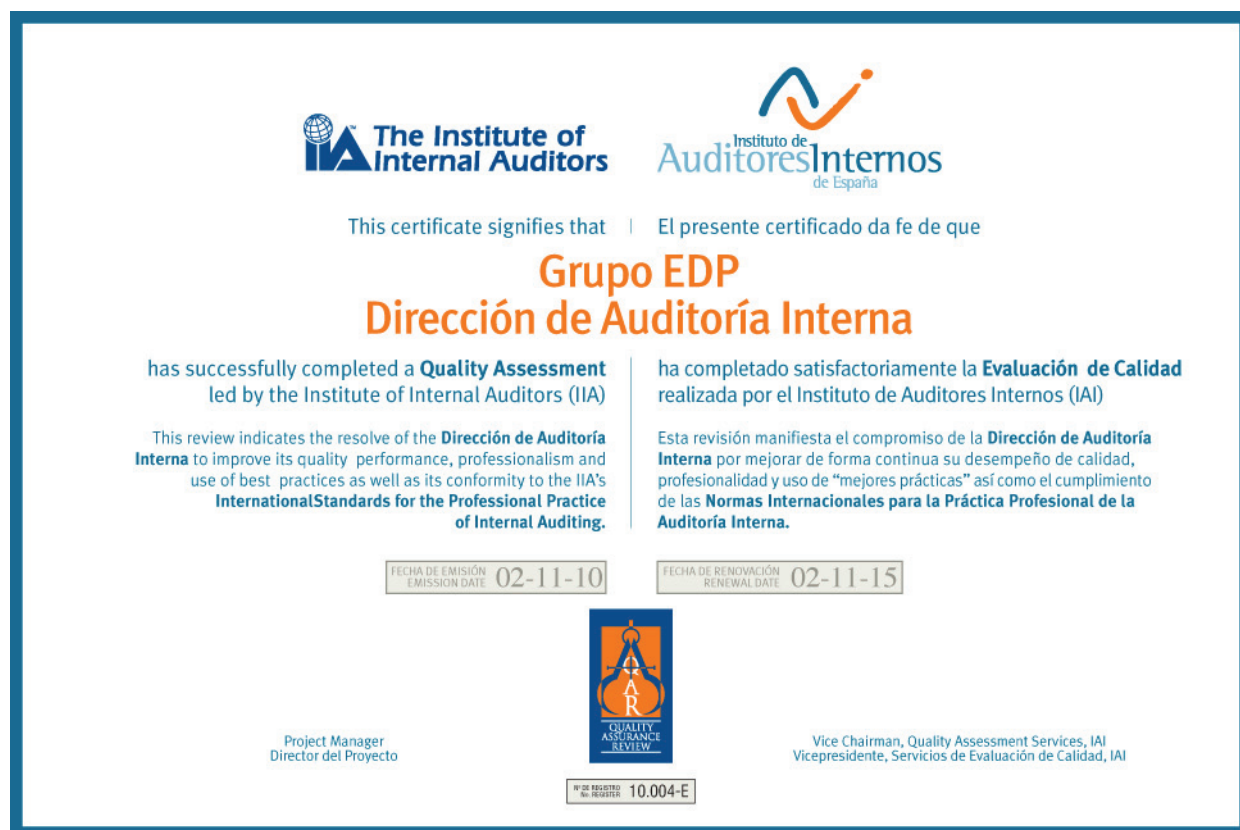 The Institute of
Internal Auditors
IIA
TM
Instituto de
AuditoresInternos
de España
This certificate signifies that
El presente certificado da fe de que
Grupo EDP
Dirección de Auditoría Interna
has successfully completed a Quality Assessment
led by the Institute of Internal Auditors (IIA)
This review indicates the resolve of the Dirección de Auditoría
Interna to improve its quality performance, professionalism and
use of best practices as well as its conformity to the IIA's
InternationalStandards for the Professional Practice
of Internal Auditing.
ha completado satisfactoriamente la Evaluación de Calidad
realizada por el Instituto de Auditores Internos (IAI)
Esta revisión manifiesta el compromiso de la Dirección de Auditoría
Interna por mejorar de forma continua su desempeño de calidad,
profesionalidad y uso de “mejores prácticas” así como el cumplimiento
de las Normas Internacionales para la Práctica Profesional de la
Auditoría Interna.
FECHA DE EMISIÓN
EMISSION DATE 02-11-10
FECHA DE RENOVACIÓN
RENEWAL DATE 02-11-15
Q
A
R
QUALITY
ASSURANCE
REVIEW
Project Manager
Director del Proyecto
Vice Chairman, Quality Assessment Services, IAI
Vicepresidente, Servicios de Evaluación de Calidad, IAI
Nº DE REGISTRO
No. REGISTER 10.004-E